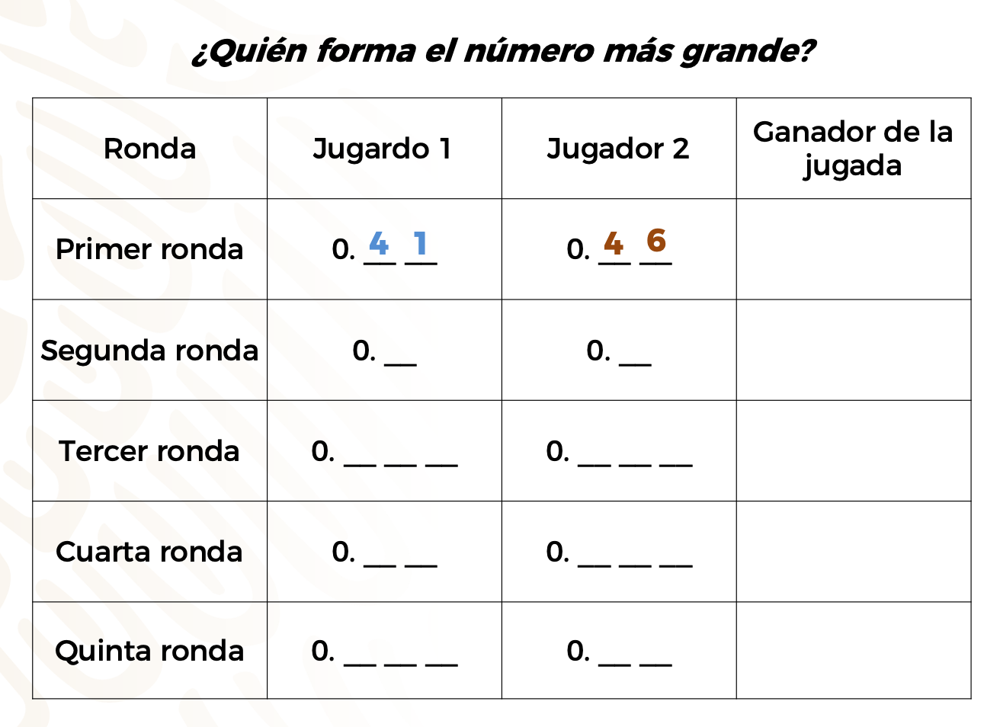 ¿Quién forma el número más grande?
Ronda
Jugardo 1
Jugador 2
Ganador de la
jugada
Primer ronda
0. 4 1
0. 4 6
Segunda ronda
0. __
0. __
Tercer ronda
0. __ __ __
0. __ __ __
Cuarta ronda
0. __ __
0. __ __ __
Quinta ronda
0. __ __ __
0. __ __